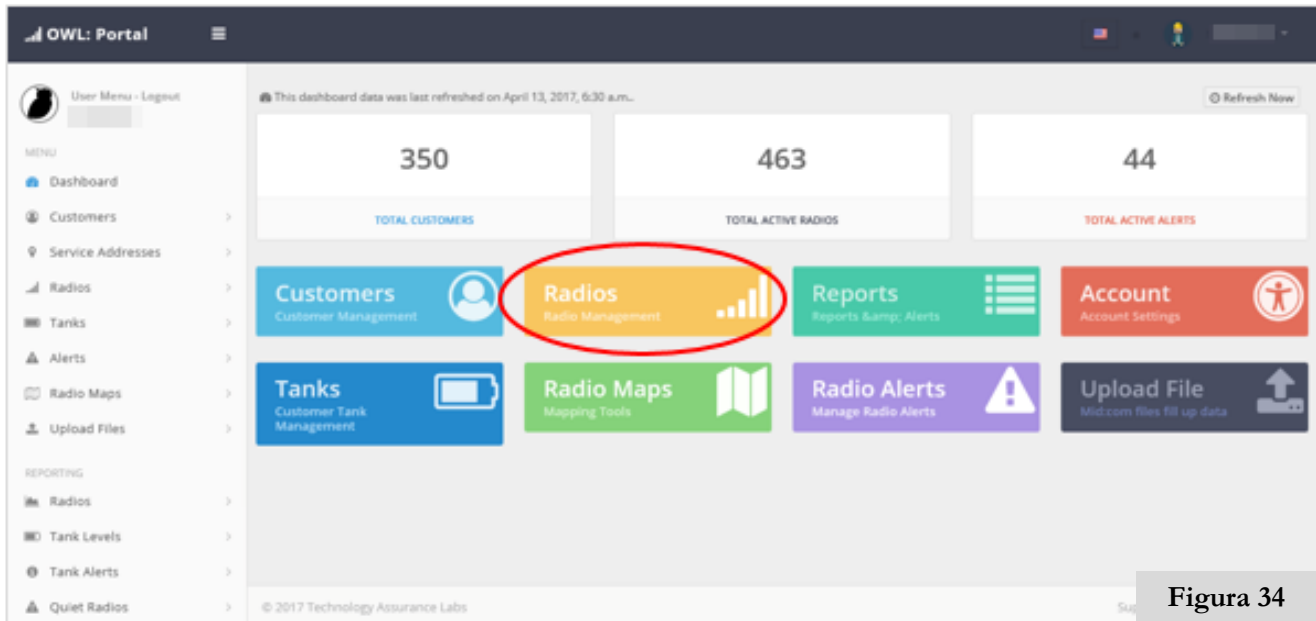 OWL: Portal
User Menu - Logout
This dashboard data was last refreshed on April 13, 2017, 6:30 a.m..
Refresh Now
MENU
Dashboard
Customers
Service Addresses
Radios
Tanks
Alerts
Radio Maps
Upload Files
REPORTING
Radios
Tank Levels
Tank Alerts
Quiet Radios
350
TOTAL CUSTOMERS
463
TOTAL ACTIVE RADIOS
44
TOTAL ACTIVE ALERTS
Customers
Customer Management
Radios
Radio Management
Reports
Reports &amp; Alerts
Account
Account Settings
Tanks
Customer Tank
Management
Radio Maps
Mapping Tools
Radio Alerts
Manage Radio Alerts
Upload File
Mid:com files fill up data
© 2017 Technology Assurance Labs
Figura 34